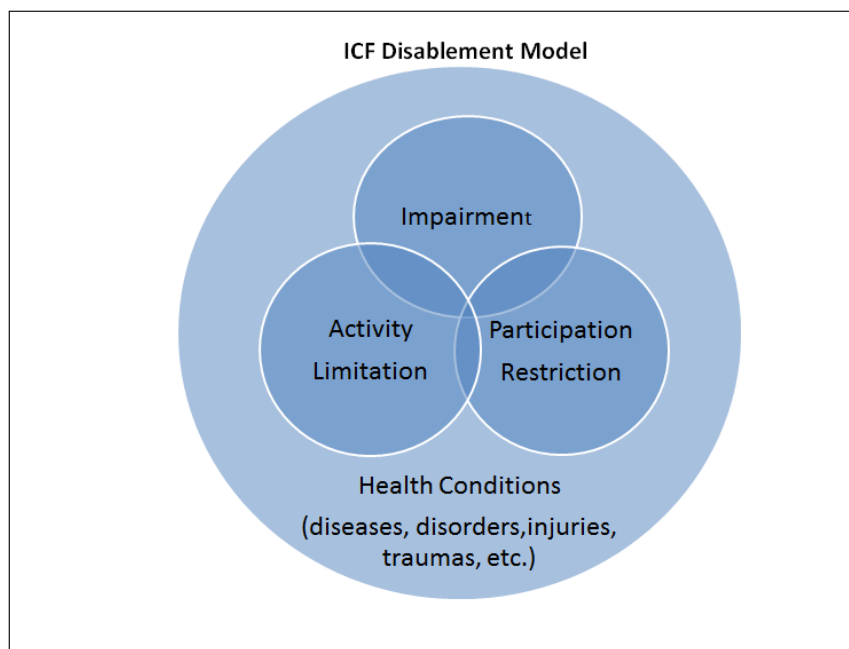 ICF Disablement Model
Impairment
Activity
Limitation
Participation
Restriction
Health Conditions
(diseases, disorders,injuries,
traumas, etc.)